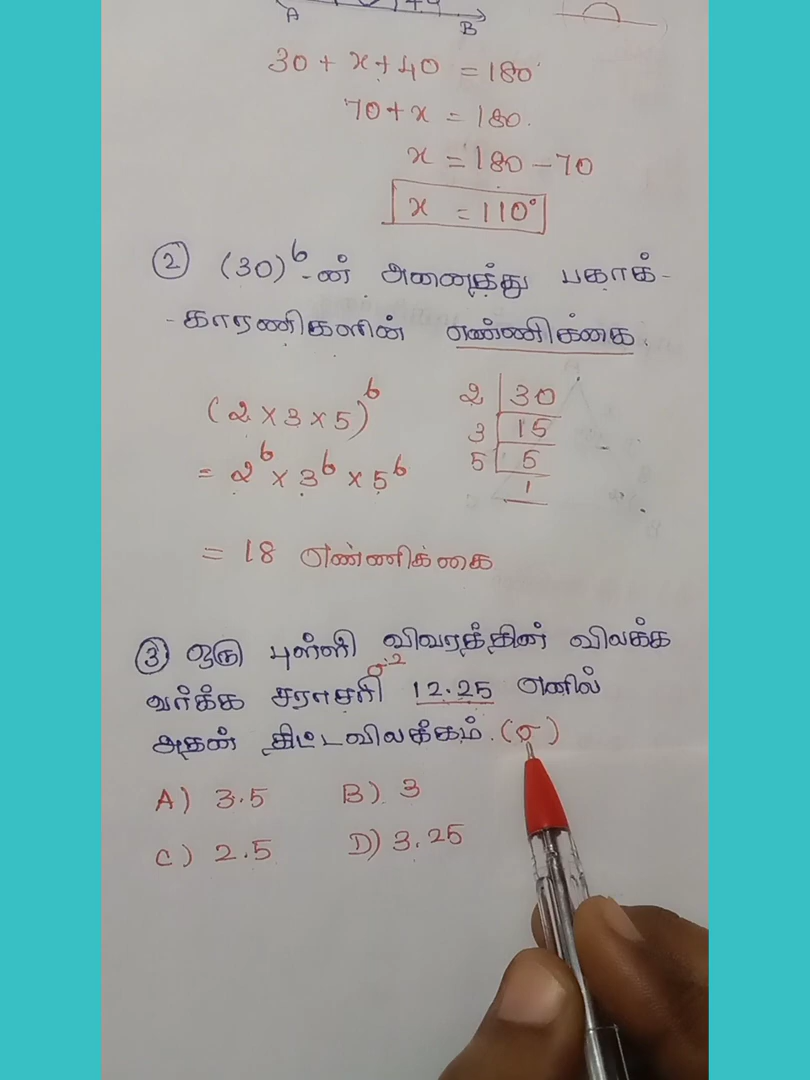 A
B
30 + x + 40 = 180
70 + x = 180.
x = 180 - 70
x = 110°
② (30)⁶-ன் அனைத்து பகாக்-
-காரணிகளின் எண்ணிக்கை.
(2 × 3 × 5)⁶
= 2⁶ × 3⁶ × 5⁶
2 | 30
3 | 15
5 | 5
1
= 18 எண்ணிக்கை
③ ஒரு புள்ளி விவரத்தின் விலக்க
வர்க்க சராசரி 12.25 எனில்
σ²
அதன் திட்டவிலக்கம். (σ)
A) 3.5 B) 3
C) 2.5 D) 3.25